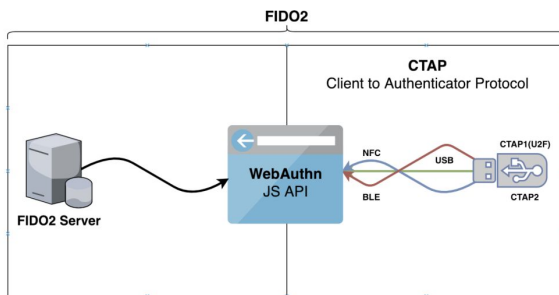 FIDO2
CTAP
Client to Authenticator Protocol
NFC
USB
CTAP1(U2F)
WebAuthn
JS API
BLE
CTAP2
FIDO2 Server